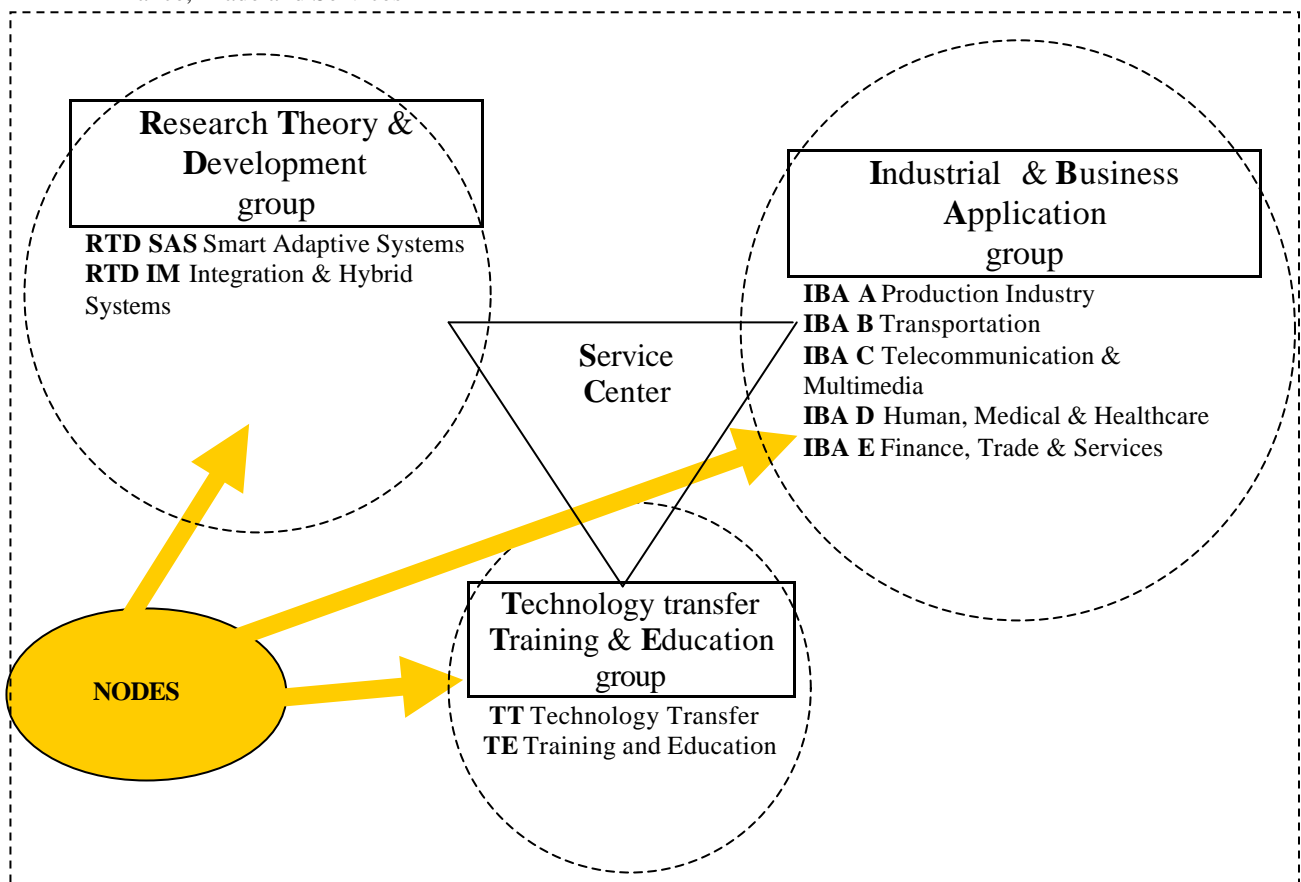 Research Theory &
Development
group
RTD SAS Smart Adaptive Systems
RTD IM Integration & Hybrid
Systems
Industrial & Business
Application
group
IBA A Production Industry
IBA B Transportation
IBA C Telecommunication &
Multimedia
IBA D Human, Medical & Healthcare
IBA E Finance, Trade & Services
Service
Center
Technology transfer
Training & Education
group
TT Technology Transfer
TE Training and Education
NODES